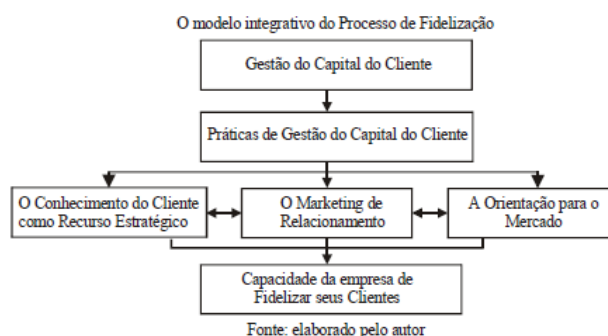 O modelo integrativo do Processo de Fidelização
Gestão do Capital do Cliente
Práticas de Gestão do Capital do Cliente
O Conhecimento do Cliente
como Recurso Estratégico
O Marketing de
Relacionamento
A Orientação para o
Mercado
Capacidade da empresa de
Fidelizar seus Clientes
Fonte: elaborado pelo autor